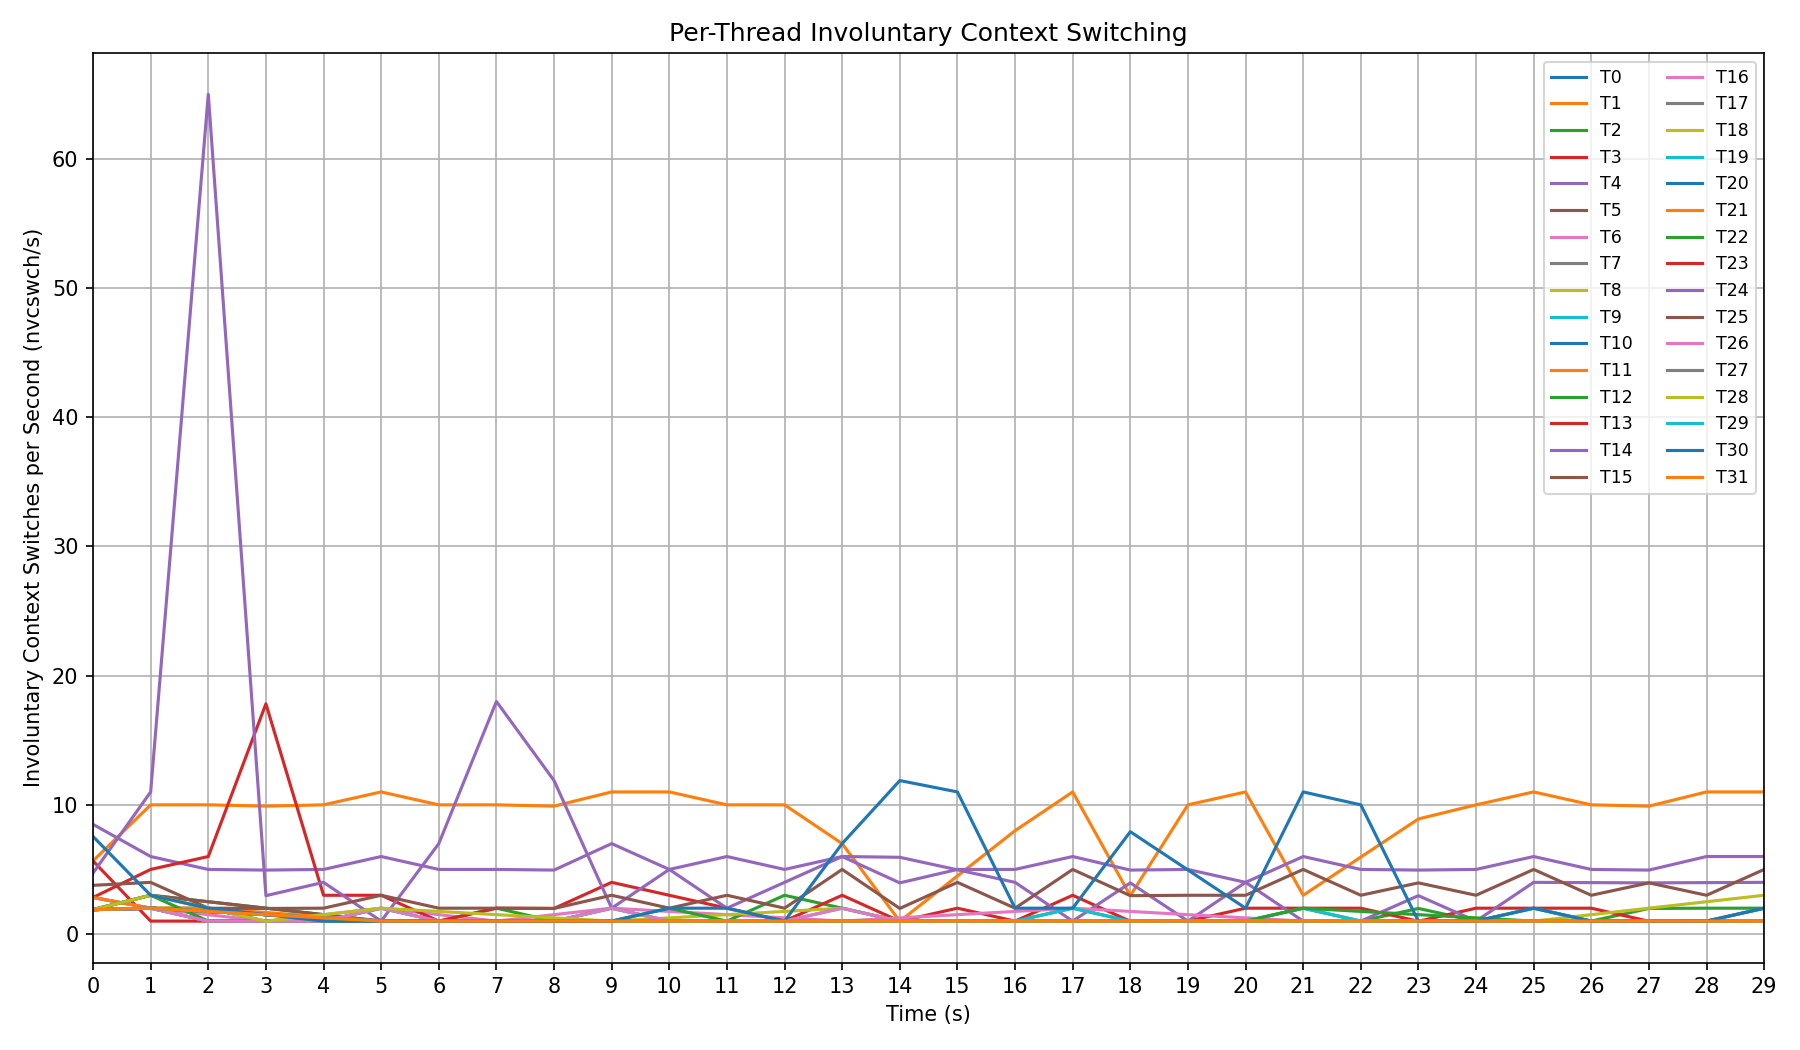 Per-Thread Involuntary Context Switching
Involuntary Context Switches per Second (nvcswch/s)
60
50
40
30
20
10
0
T0
T1
T2
T3
T4
T5
T6
T7
T8
T9
T10
T11
T12
T13
T14
T15
T16
T17
T18
T19
T20
T21
T22
T23
T24
T25
T26
T27
T28
T29
T30
T31
0 1 2 3 4 5 6 7 8 9 10 11 12 13 14 15 16 17 18 19 20 21 22 23 24 25 26 27 28 29
Time (s)